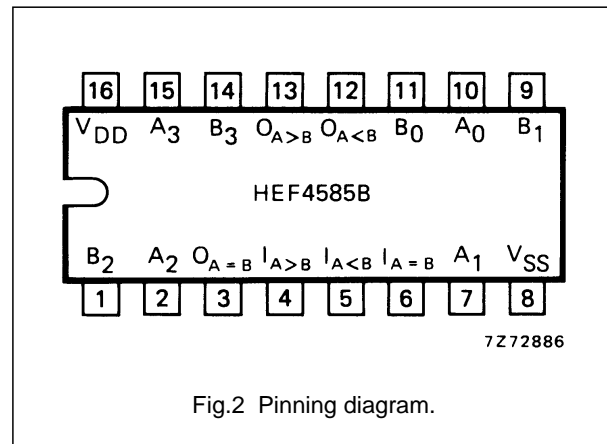 16 15 14 13 12 11 10 9
VDD A3 B3 OA>B OA<B B0 A0 B1
HEF4585B
B2 A2 OA=B IA>B IA<B IA=B A1 VSS
1 2 3 4 5 6 7 8
7Z72886
Fig.2 Pinning diagram.